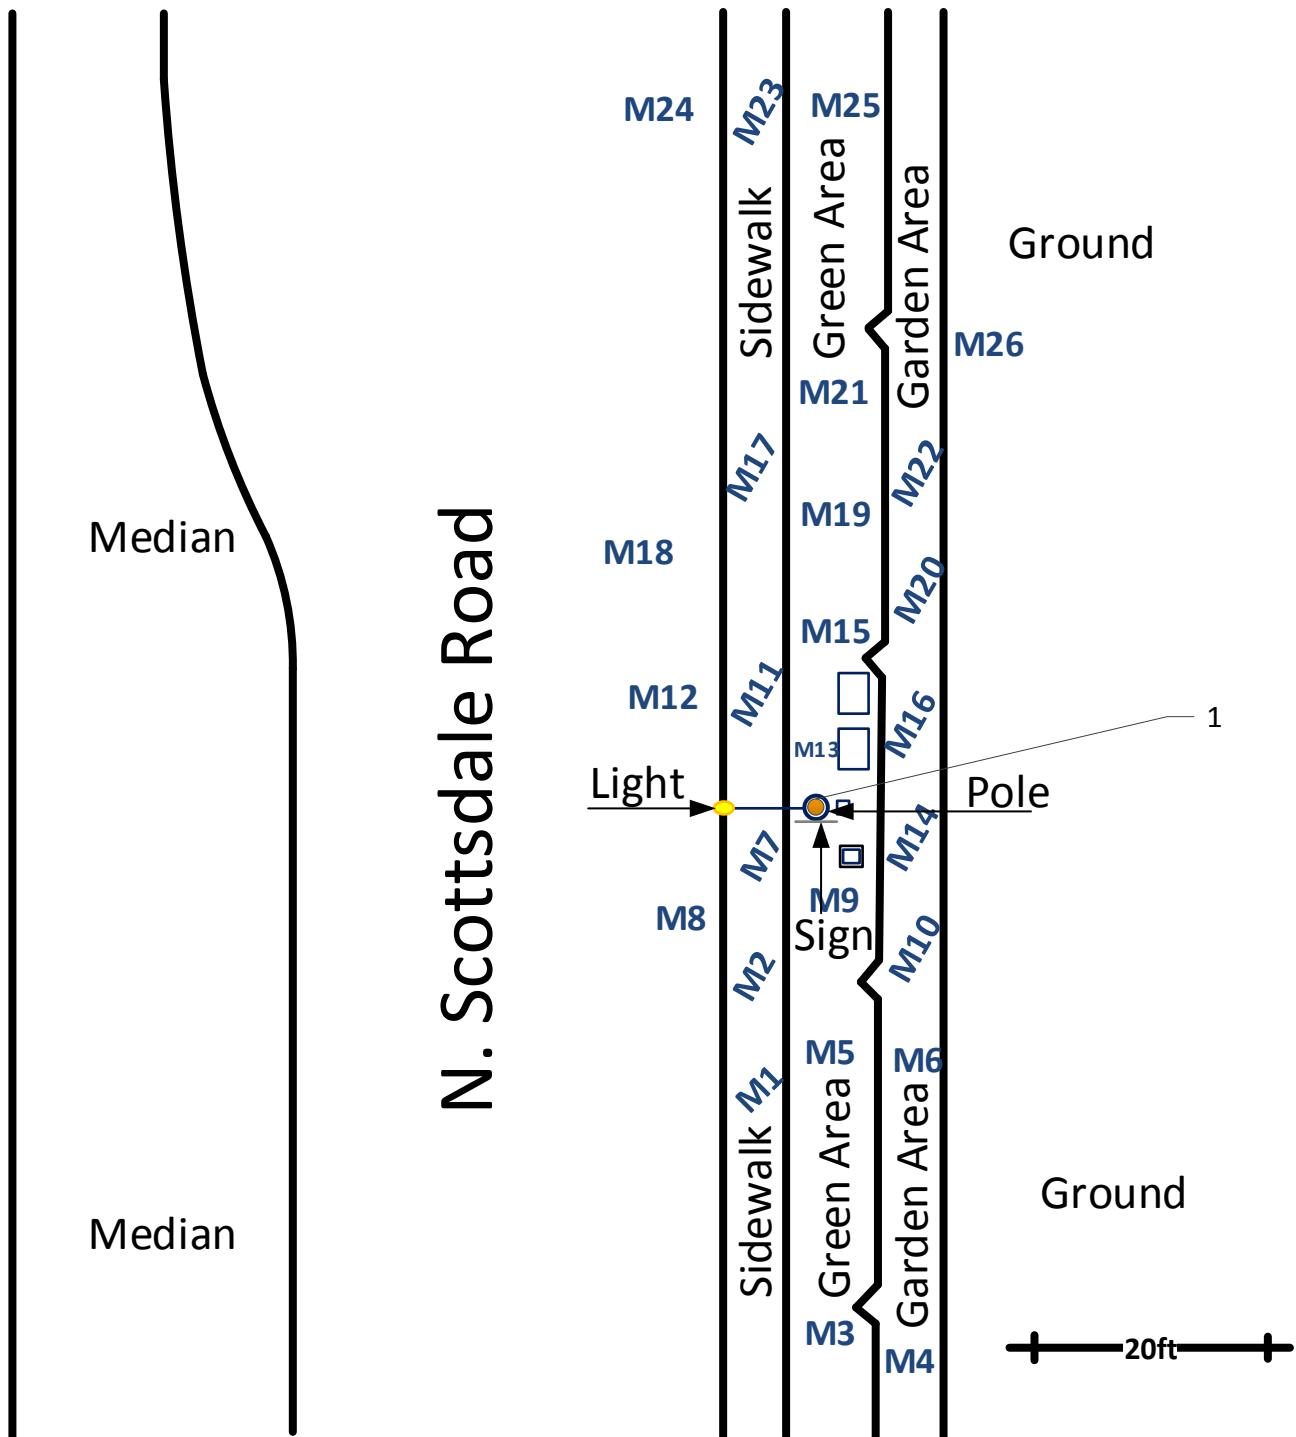 M24
M23
M25
Sidewalk
Green Area
Garden Area
Ground
M26
M21
M17
M22
M19
Median
M18
N. Scottsdale Road
M20
M15
M12
M11
M16
1
M13
Light
Pole
M7
M14
M9
M8
Sign
M10
M2
M5
M6
M1
Sidewalk
Green Area
Garden Area
Ground
Median
M3
M4
20ft